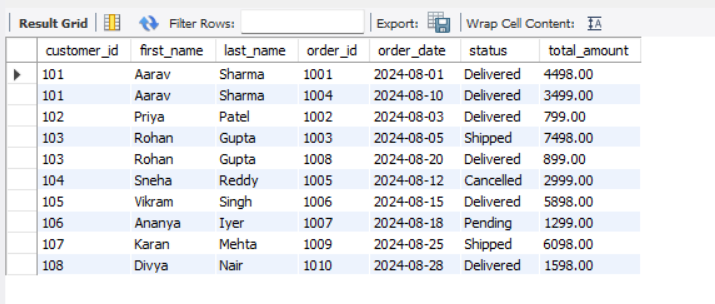 Result Grid Filter Rows: Export: Wrap Cell Content: IA
customer_id first_name last_name order_id order_date status total_amount
101 Aarav Sharma 1001 2024-08-01 Delivered 4498.00
101 Aarav Sharma 1004 2024-08-10 Delivered 3499.00
102 Priya Patel 1002 2024-08-03 Delivered 799.00
103 Rohan Gupta 1003 2024-08-05 Shipped 7498.00
103 Rohan Gupta 1008 2024-08-20 Delivered 899.00
104 Sneha Reddy 1005 2024-08-12 Cancelled 2999.00
105 Vikram Singh 1006 2024-08-15 Delivered 5898.00
106 Ananya Iyer 1007 2024-08-18 Pending 1299.00
107 Karan Mehta 1009 2024-08-25 Shipped 6098.00
108 Divya Nair 1010 2024-08-28 Delivered 1598.00